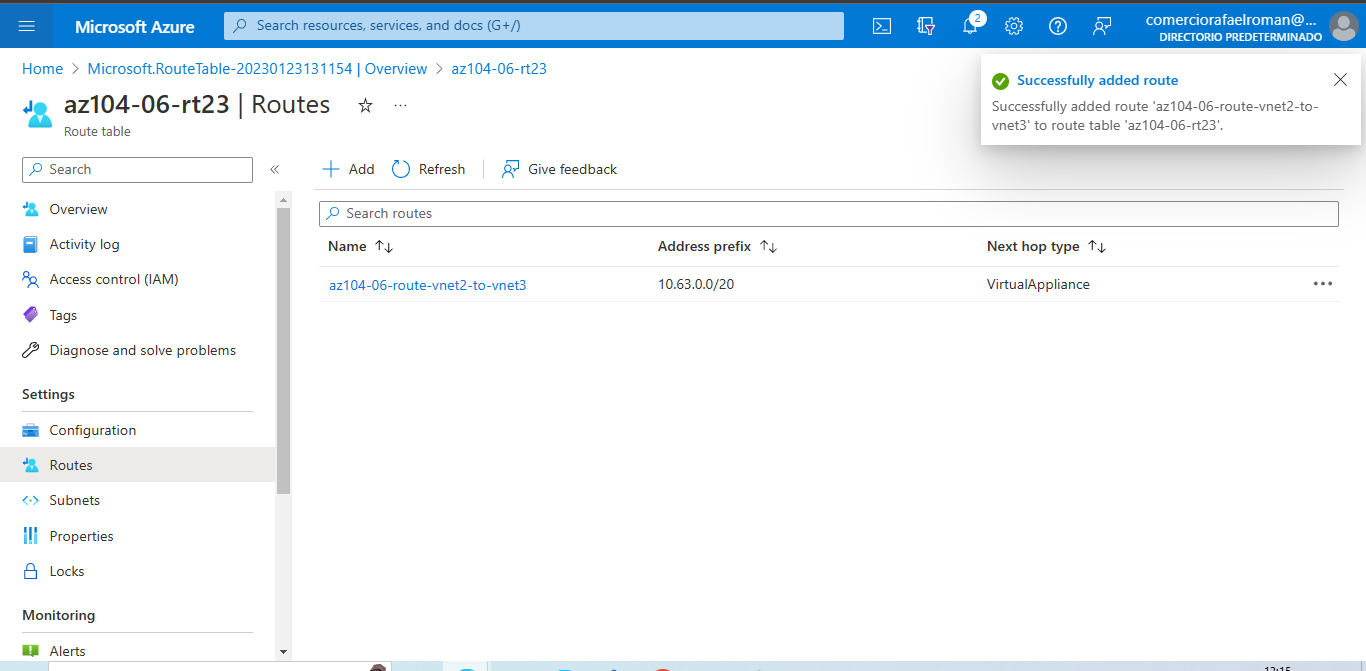 Microsoft Azure
Search resources, services, and docs (G+/)
2
comerciorafaelroman@...
DIRECTORIO PREDETERMINADO
Home > Microsoft.RouteTable-20230123131154 | Overview > az104-06-rt23
az104-06-rt23 | Routes
...
Route table
Successfully added route
Successfully added route 'az104-06-route-vnet2-to-
vnet3' to route table 'az104-06-rt23'.
Search
«
Add
Refresh
Give feedback
Overview
Activity log
Access control (IAM)
Tags
Diagnose and solve problems
Settings
Configuration
Routes
Subnets
Properties
Locks
Monitoring
Alerts
Search routes
Name ↑↓ Address prefix ↑↓ Next hop type ↑↓
az104-06-route-vnet2-to-vnet3 10.63.0.0/20 VirtualAppliance ...